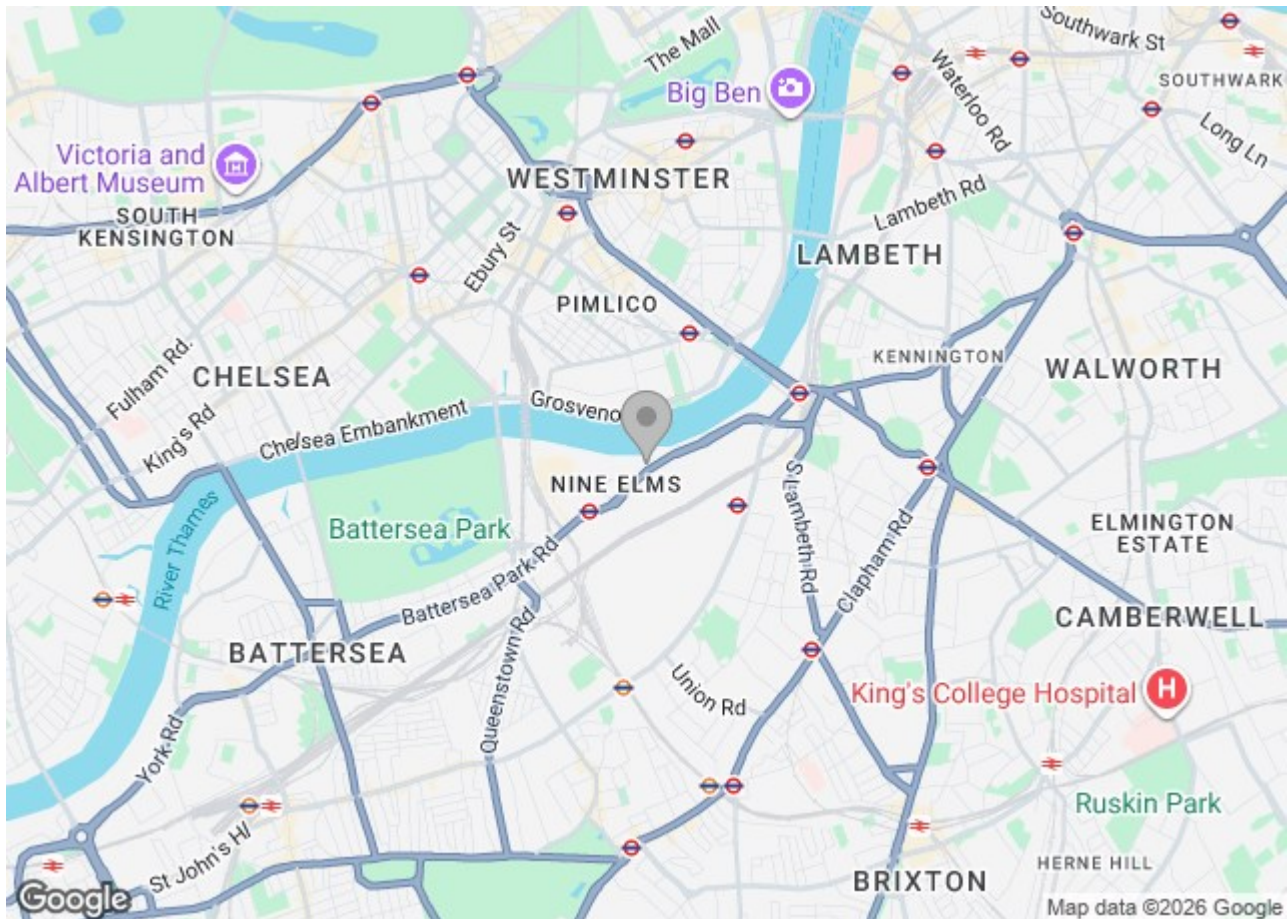 Southwark St
The Mall
Big Ben
Waterloo Rd
SOUTHWARK
Long Ln
Victoria and
Albert Museum
WESTMINSTER
Lambeth Rd
SOUTH
KENSINGTON
Ebury St
LAMBETH
PIMLICO
KENNINGTON
Fulham Rd.
CHELSEA
WALWORTH
King's Rd
Chelsea Embankment
Grosveno
NINE ELMS
S Lambeth Rd
Clapham Rd
River Thames
Battersea Park
ELMINGTON
ESTATE
Battersea Park Rd
CAMBERWELL
BATTERSEA
Queenstown Rd
Union Rd
King's College Hospital
H
York Rd
Ruskin Park
St John's Hl
HERNE HILL
BRIXTON
Google
Map data ©2026 Google